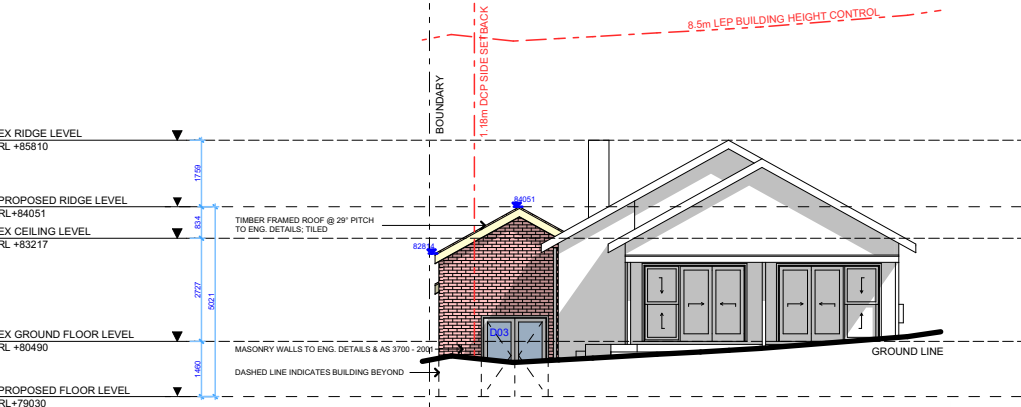 8.5m LEP BUILDING HEIGHT CONTROL
1.18m DCP SIDE SETBACK
BOUNDARY
EX RIDGE LEVEL
RL +85810
1759
PROPOSED RIDGE LEVEL
RL+84051
84051
834
TIMBER FRAMED ROOF @ 29° PITCH
TO ENG. DETAILS; TILED
EX CEILING LEVEL
RL +83217
82814
2727
5021
EX GROUND FLOOR LEVEL
RL +80490
D03
MASONRY WALLS TO ENG. DETAILS & AS 3700 - 2001
GROUND LINE
1460
DASHED LINE INDICATES BUILDING BEYOND
PROPOSED FLOOR LEVEL
RL+79030